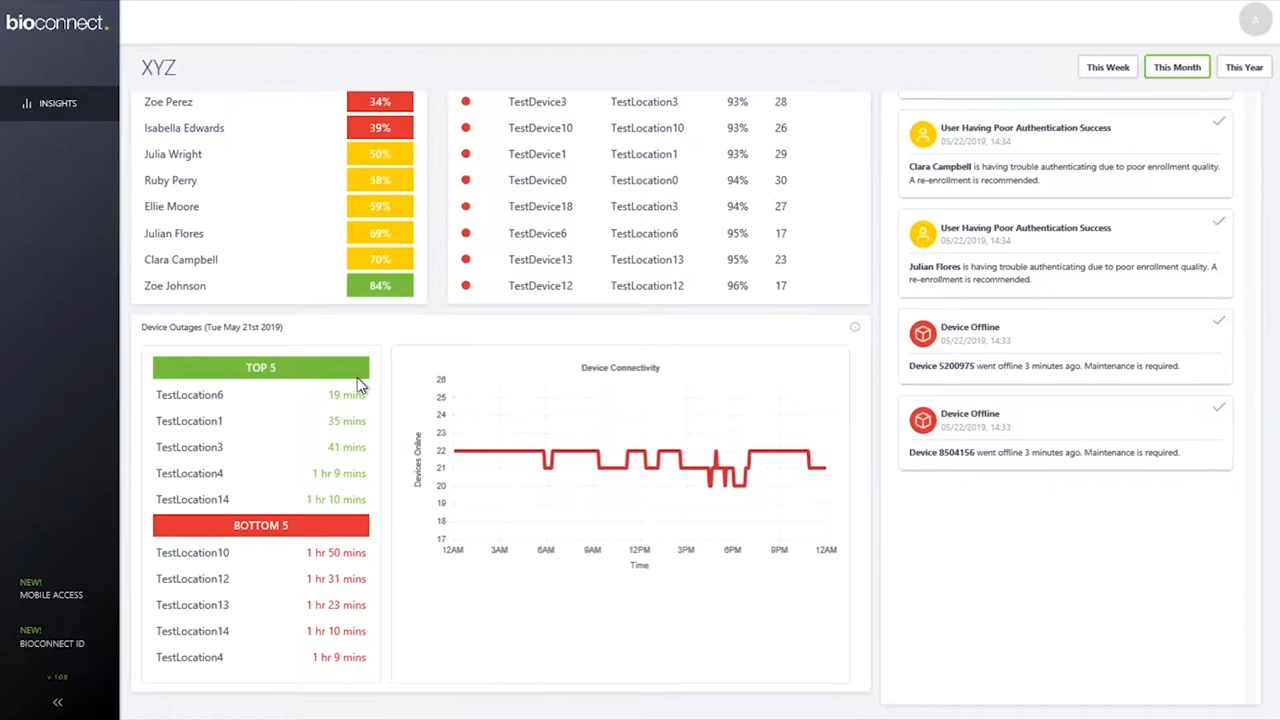 bioconnect.
A
INSIGHTS
XYZ
This Week
This Month
This Year
Zoe Perez 34%
Isabella Edwards 39%
Julia Wright 50%
Ruby Perry 58%
Ellie Moore 59%
Julian Flores 69%
Clara Campbell 70%
Zoe Johnson 84%
TestDevice3 TestLocation3 93% 28
TestDevice10 TestLocation10 93% 26
TestDevice1 TestLocation1 93% 29
TestDevice0 TestLocation0 94% 30
TestDevice18 TestLocation3 94% 27
TestDevice6 TestLocation6 95% 17
TestDevice13 TestLocation13 95% 23
TestDevice12 TestLocation12 96% 17
User Having Poor Authentication Success
05/22/2019, 14:34
Clara Campbell is having trouble authenticating due to poor enrollment quality.
A re-enrollment is recommended.
User Having Poor Authentication Success
05/22/2019, 14:34
Julian Flores is having trouble authenticating due to poor enrollment quality. A
re-enrollment is recommended.
Device Offline
05/22/2019, 14:33
Device 5200975 went offline 3 minutes ago. Maintenance is required.
Device Offline
05/22/2019, 14:33
Device 8504156 went offline 3 minutes ago. Maintenance is required.
Device Outages (Tue May 21st 2019)
TOP 5
TestLocation6 19 mins
TestLocation1 35 mins
TestLocation3 41 mins
TestLocation4 1 hr 9 mins
TestLocation14 1 hr 10 mins
BOTTOM 5
TestLocation10 1 hr 50 mins
TestLocation12 1 hr 31 mins
TestLocation13 1 hr 23 mins
TestLocation14 1 hr 10 mins
TestLocation4 1 hr 9 mins
Device Connectivity
26
25
24
23
22
21
20
19
18
17
Devices Online
12AM 3AM 6AM 9AM 12PM 3PM 6PM 9PM 12AM
Time
NEW!
MOBILE ACCESS
NEW!
BIOCONNECT ID
v. 1.0.0